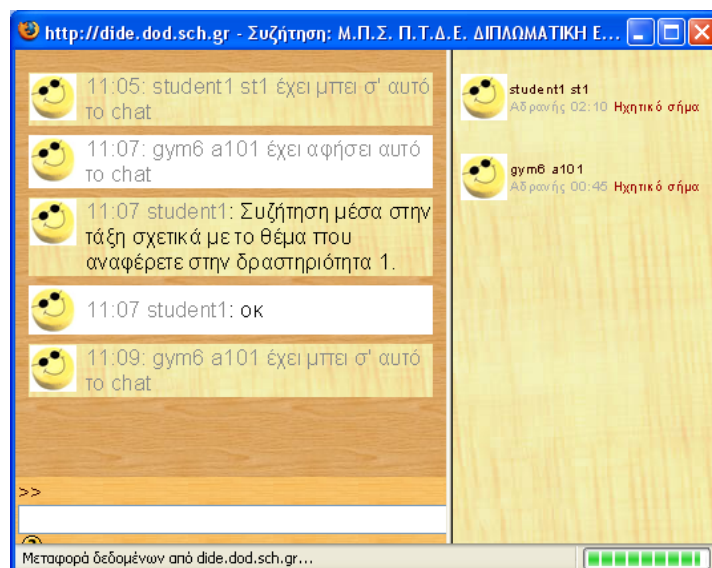 http://dide.dod.sch.gr - Συζήτηση: Μ.Π.Σ. Π.Τ.Δ.Ε. ΔΙΠΛΩΜΑΤΙΚΗ Ε...
11:05: student1 st1 έχει μπει σ' αυτό
το chat
11:07: gym6 a101 έχει αφήσει αυτό
το chat
11:07 student1: Συζήτηση μέσα στην
τάξη σχετικά με το θέμα που
αναφέρετε στην δραστηριότητα 1.
11:07 student1: οκ
11:09: gym6 a101 έχει μπει σ' αυτό
το chat
>>
student1 st1
Αδρανής 02:10 Ηχητικό σήμα
gym6 a101
Αδρανής 00:45 Ηχητικό σήμα
Μεταφορά δεδομένων από dide.dod.sch.gr...